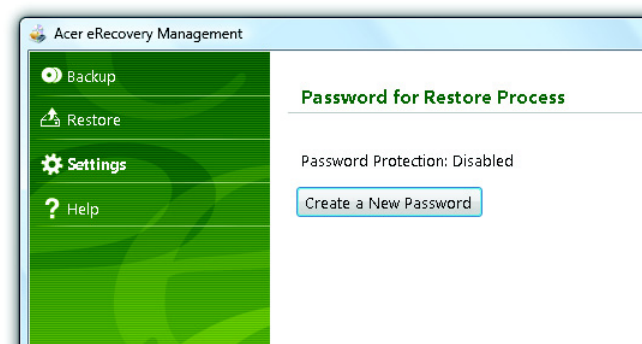 Acer eRecovery Management
Backup
Restore
Settings
Help
Password for Restore Process
Password Protection: Disabled
Create a New Password